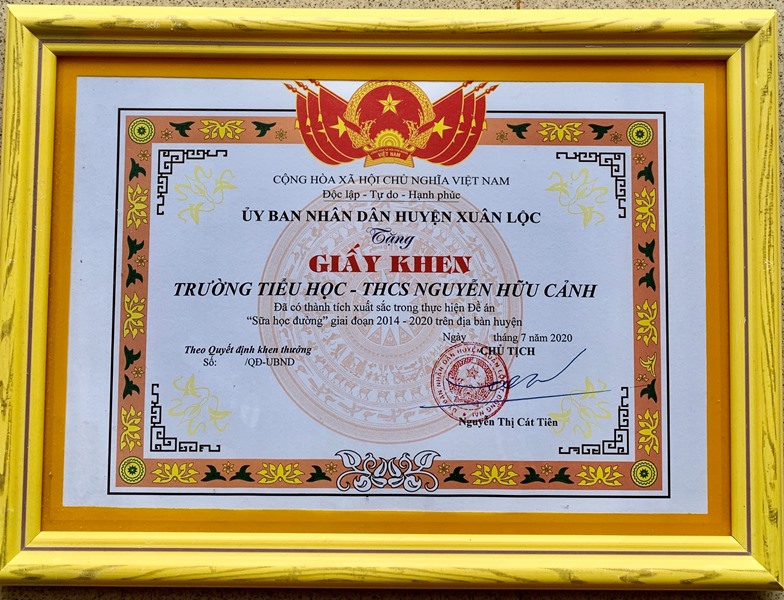 VIỆT NAM
CỘNG HÒA XÃ HỘI CHỦ NGHĨA VIỆT NAM
Độc lập - Tự do - Hạnh phúc
ỦY BAN NHÂN DÂN HUYỆN XUÂN LỘC
Tặng
GIẤY KHEN
TRƯỜNG TIỂU HỌC - THCS NGUYỄN HỮU CẢNH
Đã có thành tích xuất sắc trong thực hiện Đề án
“Sữa học đường” giai đoạn 2014 - 2020 trên địa bàn huyện
Ngày tháng 7 năm 2020
Theo Quyết định khen thưởng
CHỦ TỊCH
Số: /QĐ-UBND
Nguyễn Thị Cát Tiên